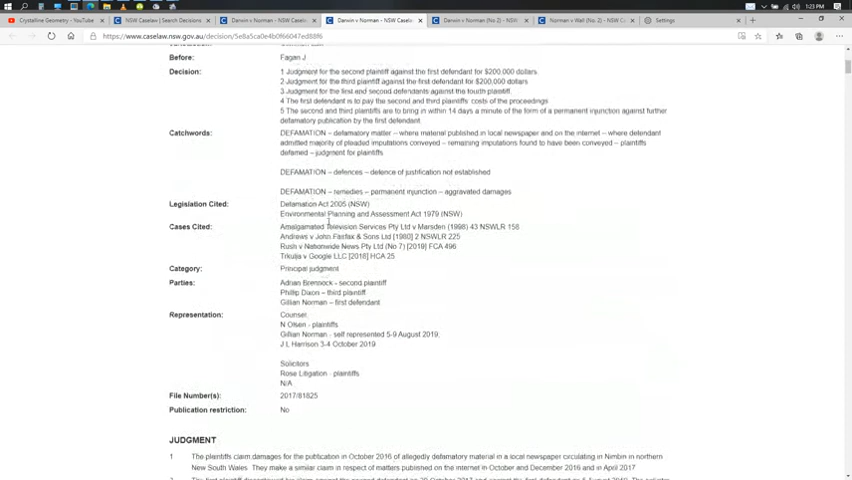 1:23 PM
Crystalline Geometry - YouTube
NSW Caselaw | Search Decisions
Darwin v Norman - NSW Caselaw
Darwin v Norman - NSW Caselaw
Darwin v Norman (No 2) - NSW
Norman v Wall (No. 2) - NSW C
Settings
https://www.caselaw.nsw.gov.au/decision/5e8a5ca0e4b0f66047ed88f6
Before: Fagan J
Decision: 1 Judgment for the second plaintiff against the first defendant for $200,000 dollars.
2 Judgment for the third plaintiff against the first defendant for $200,000 dollars
3 Judgment for the first and second defendants against the fourth plaintiff.
4 The first defendant is to pay the second and third plaintiffs' costs of the proceedings
5 The second and third plaintiffs are to bring in within 14 days a minute of the form of a permanent injunction against further
defamatory publication by the first defendant.
Catchwords: DEFAMATION – defamatory matter – where material published in local newspaper and on the internet – where defendant
admitted majority of pleaded imputations conveyed – remaining imputations found to have been conveyed – plaintiffs
defamed – judgment for plaintiffs
DEFAMATION – defences – defence of justification not established
DEFAMATION – remedies – permanent injunction – aggravated damages
Legislation Cited: Defamation Act 2005 (NSW)
Environmental Planning and Assessment Act 1979 (NSW)
Cases Cited: Amalgamated Television Services Pty Ltd v Marsden (1998) 43 NSWLR 158
Andrews v John Fairfax & Sons Ltd [1980] 2 NSWLR 225
Rush v Nationwide News Pty Ltd (No 7) [2019] FCA 496
Trkulja v Google LLC [2018] HCA 25
Category: Principal judgment
Parties: Adrian Brennock - second plaintiff
Phillip Dixon – third plaintiff
Gillian Norman – first defendant
Representation: Counsel:
N Olsen - plaintiffs
Gillian Norman - self represented 5-9 August 2019,
J L Harrison 3-4 October 2019
Solicitors
Rose Litigation - plaintiffs
N/A
File Number(s): 2017/81825
Publication restriction: No
JUDGMENT
1 The plaintiffs claim damages for the publication in October 2016 of allegedly defamatory material in a local newspaper circulating in Nimbin in northern
New South Wales. They make a similar claim in respect of matters published on the internet in October and December 2016 and in April 2017